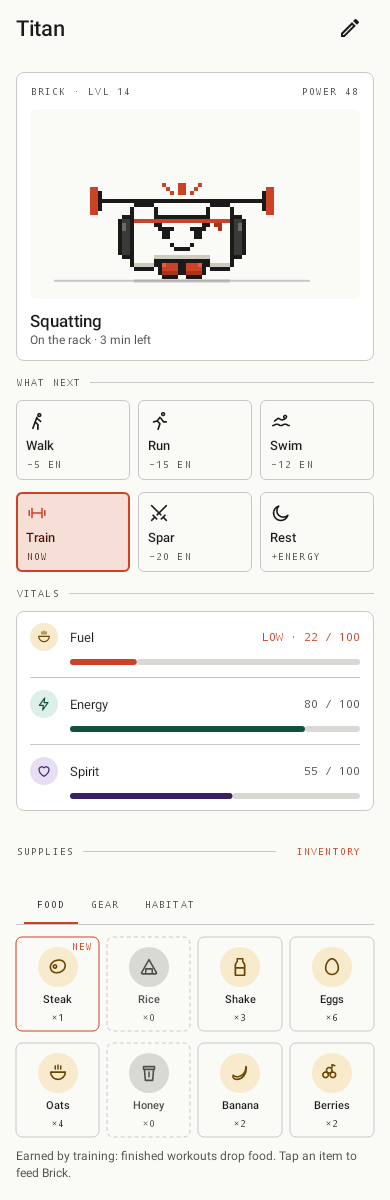 Titan
BRICK · LVL 14
POWER 48
Squatting
On the rack · 3 min left
WHAT NEXT
Walk
-5 EN
Run
-15 EN
Swim
-12 EN
Train
NOW
Spar
-20 EN
Rest
+ENERGY
VITALS
Fuel
LOW · 22 / 100
Energy
80 / 100
Spirit
55 / 100
SUPPLIES
INVENTORY
FOOD
GEAR
HABITAT
NEW
Steak
×1
Rice
×0
Shake
×3
Eggs
×6
Oats
×4
Honey
×0
Banana
×2
Berries
×2
Earned by training: finished workouts drop food. Tap an item to
feed Brick.